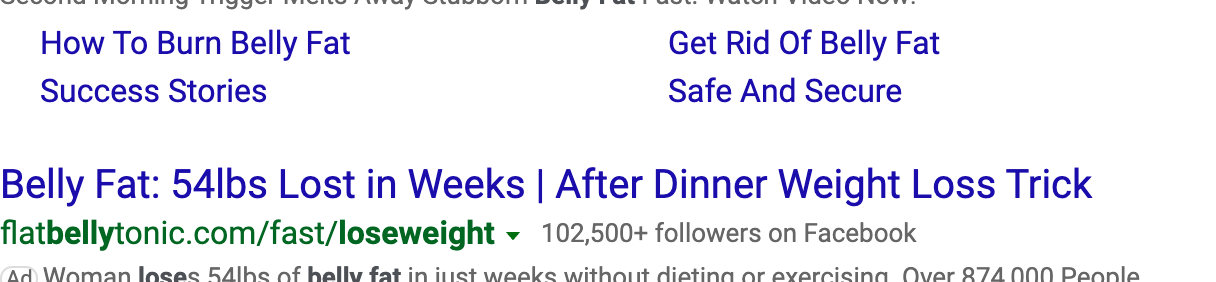 Second Morning Trigger Melts Away Stubborn Belly Fat Fast. Watch Video Now!
How To Burn Belly Fat Get Rid Of Belly Fat
Success Stories Safe And Secure
Belly Fat: 54lbs Lost in Weeks | After Dinner Weight Loss Trick
flatbellytonic.com/fast/loseweight 102,500+ followers on Facebook
Ad Woman loses 54lbs of belly fat in just weeks without dieting or exercising. Over 874,000 People